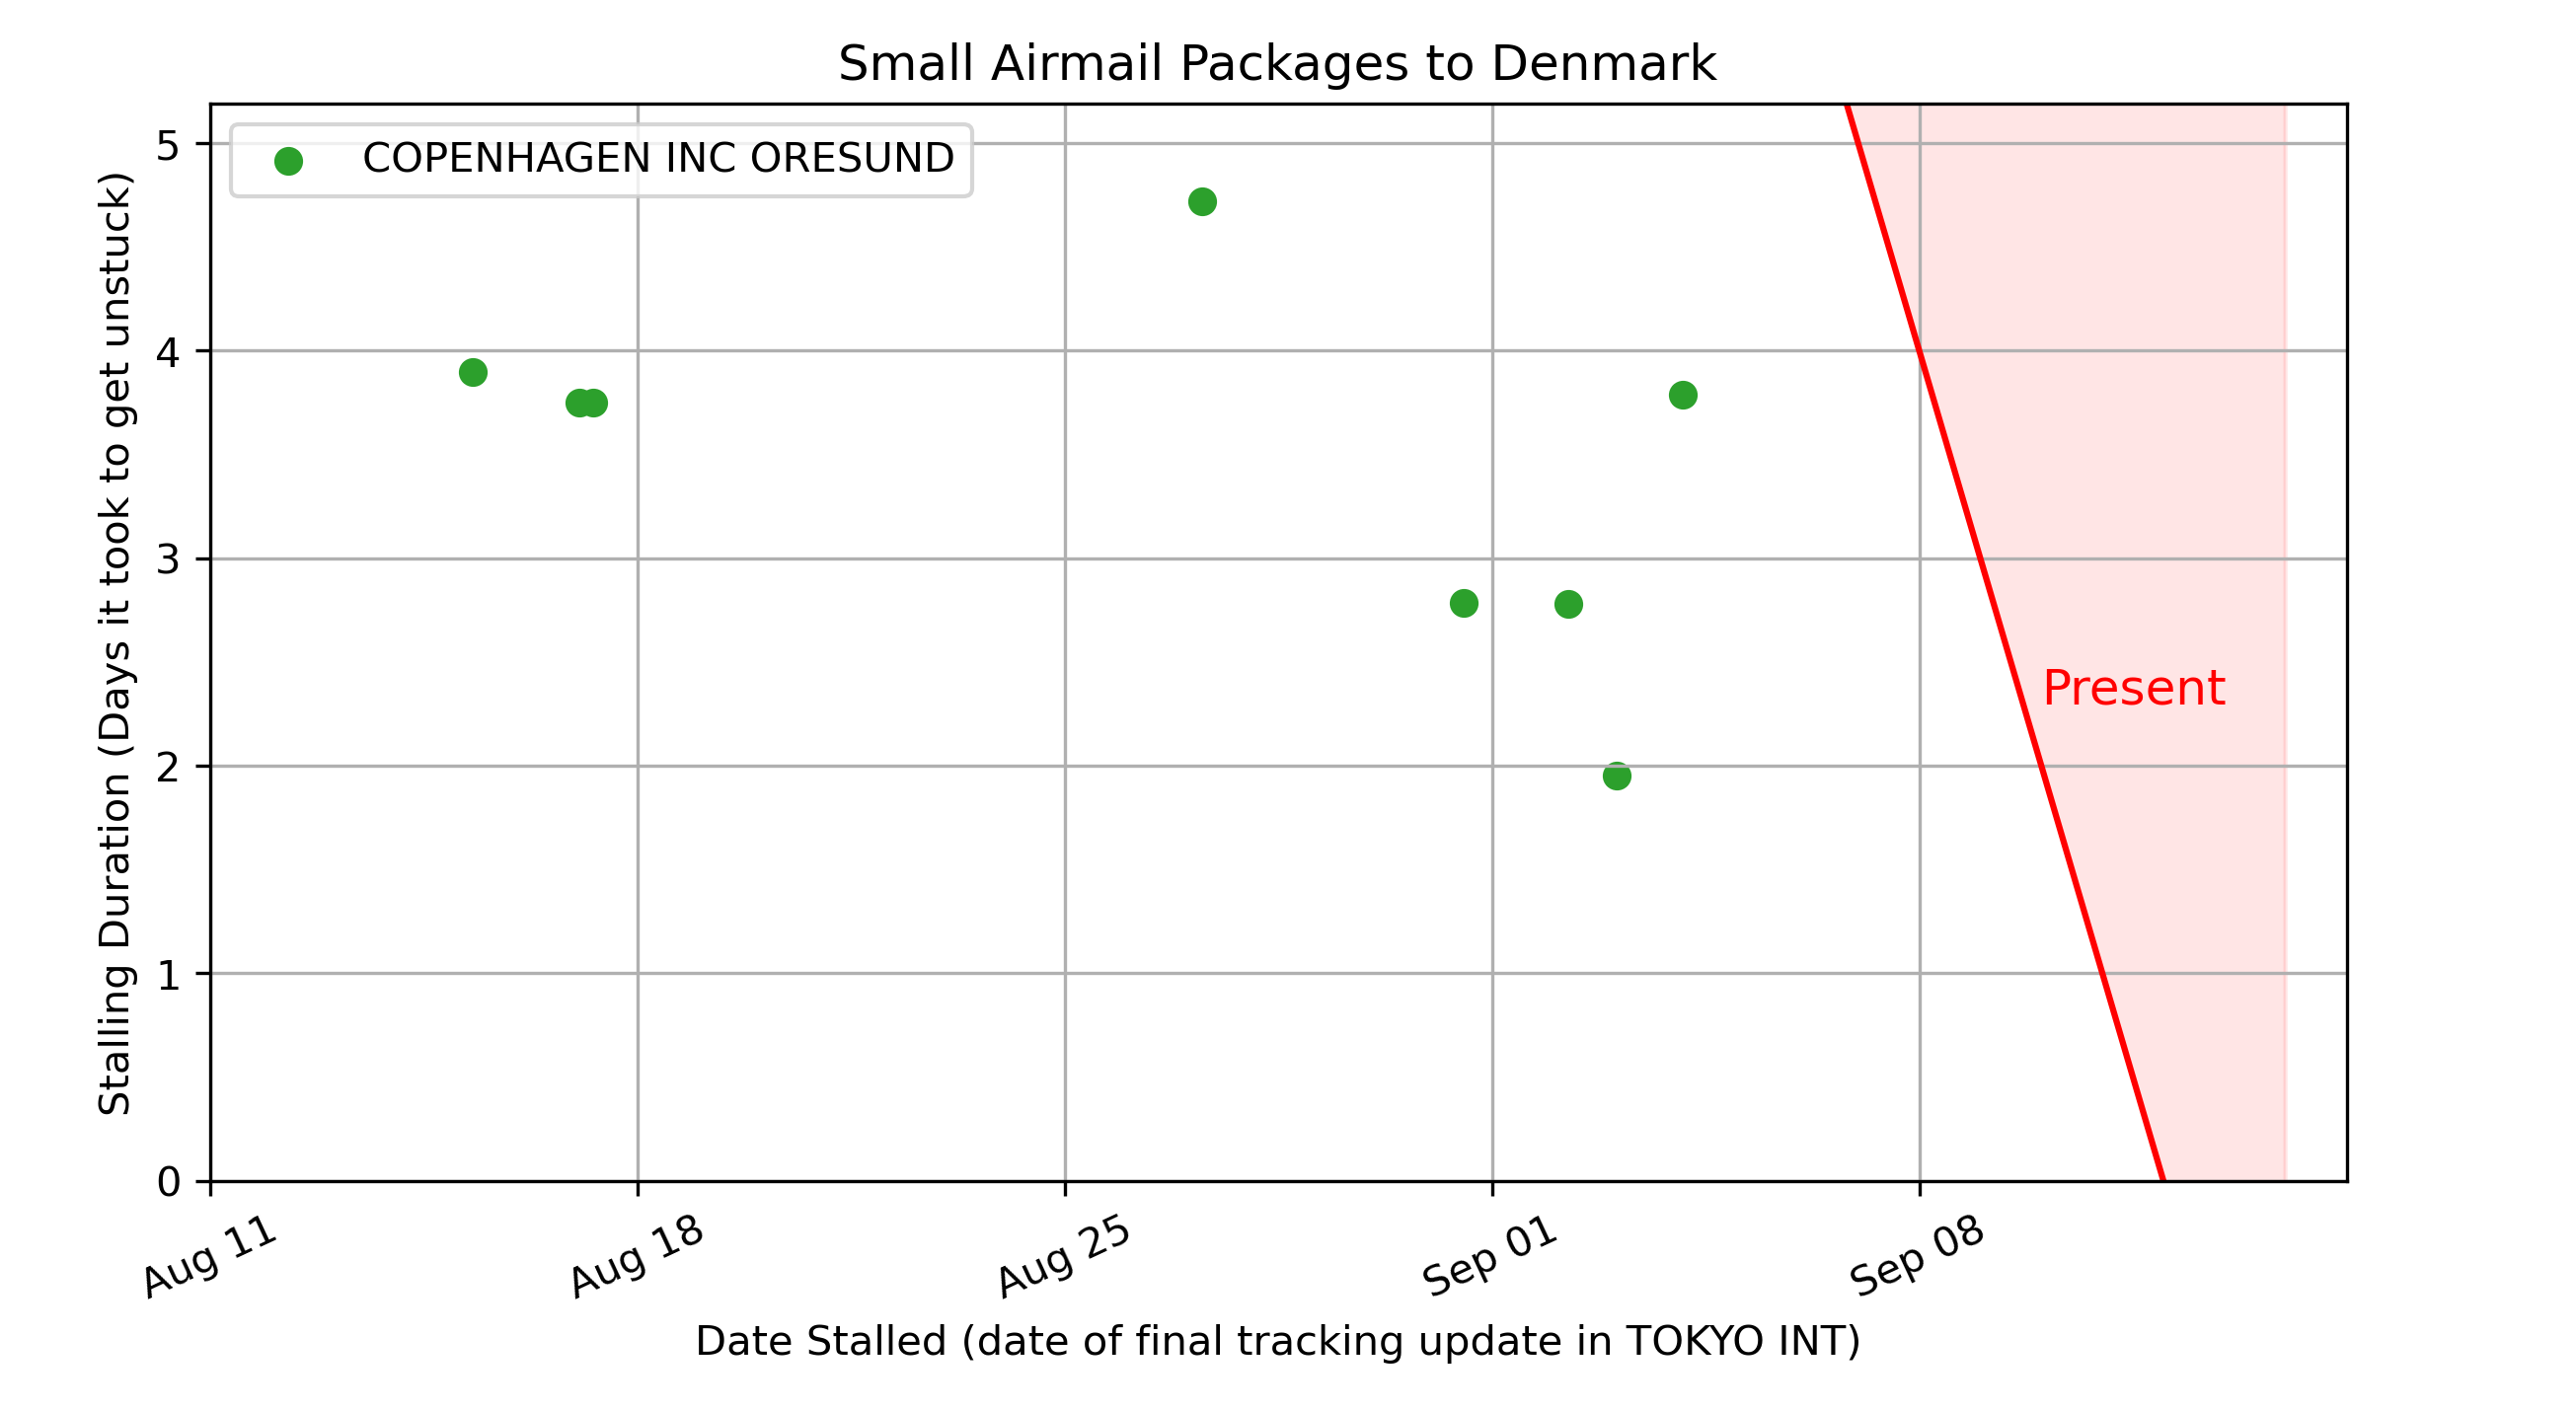 Small Airmail Packages to Denmark
COPENHAGEN INC ORESUND
Stalling Duration (Days it took to get unstuck)
5
4
3
2
1
0
Present
Aug 11
Aug 18
Aug 25
Sep 01
Sep 08
Date Stalled (date of final tracking update in TOKYO INT)